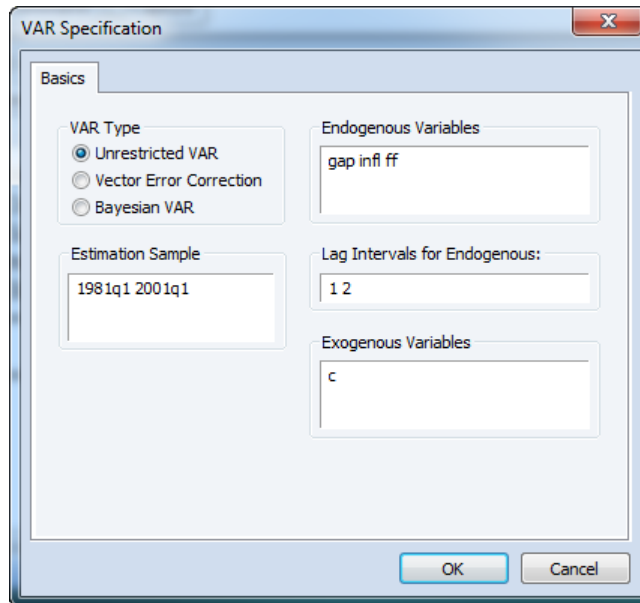 VAR Specification
Basics
VAR Type
Unrestricted VAR
Vector Error Correction
Bayesian VAR
Estimation Sample
1981q1 2001q1
Endogenous Variables
gap infl ff
Lag Intervals for Endogenous:
1 2
Exogenous Variables
c
OK
Cancel